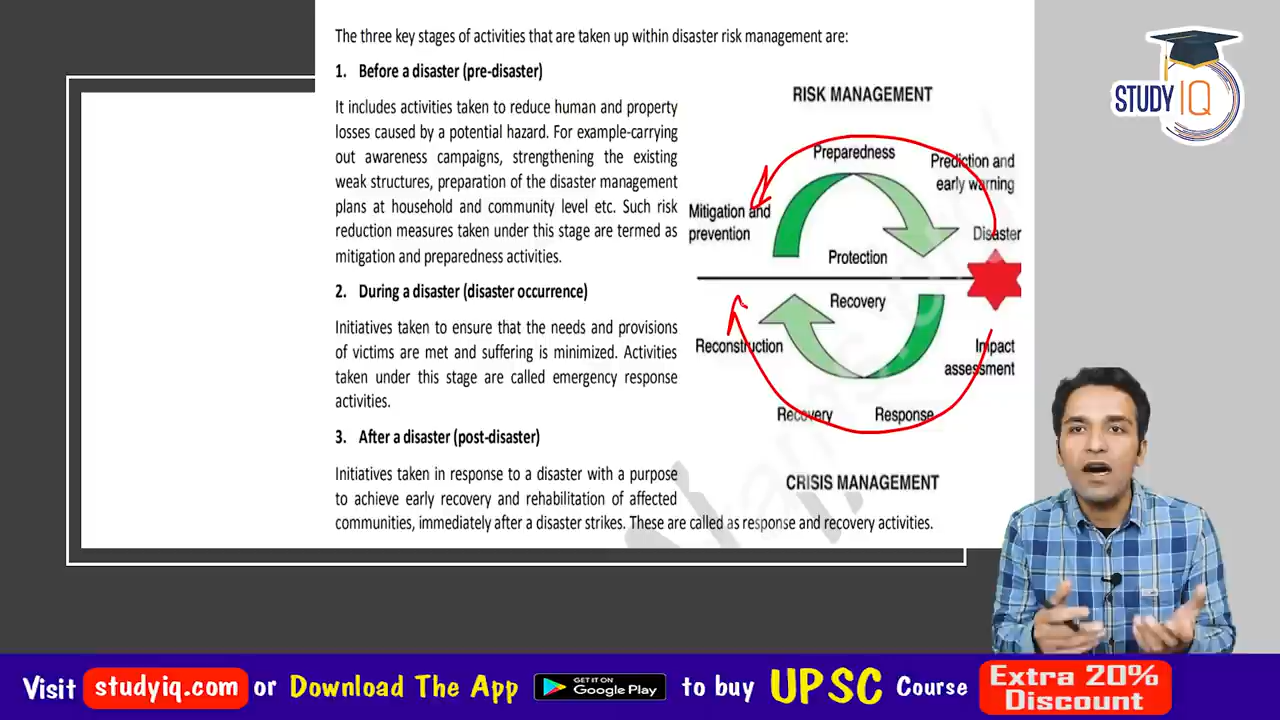 The three key stages of activities that are taken up within disaster risk management are:
1. Before a disaster (pre-disaster)
It includes activities taken to reduce human and property
losses caused by a potential hazard. For example-carrying
out awareness campaigns, strengthening the existing
weak structures, preparation of the disaster management
plans at household and community level etc. Such risk
reduction measures taken under this stage are termed as
mitigation and preparedness activities.
2. During a disaster (disaster occurrence)
Initiatives taken to ensure that the needs and provisions
of victims are met and suffering is minimized. Activities
taken under this stage are called emergency response
activities.
3. After a disaster (post-disaster)
Initiatives taken in response to a disaster with a purpose
to achieve early recovery and rehabilitation of affected
communities, immediately after a disaster strikes. These are called as response and recovery activities.
RISK MANAGEMENT
Preparedness
Prediction and
early warning
Mitigation and
prevention
Disaster
Protection
Recovery
Reconstruction
Impact
assessment
Recovery
Response
CRISIS MANAGEMENT
STUDY IQ
Visit studyiq.com or Download The App GET IT ON Google Play to buy UPSC Course
Extra 20%
Discount